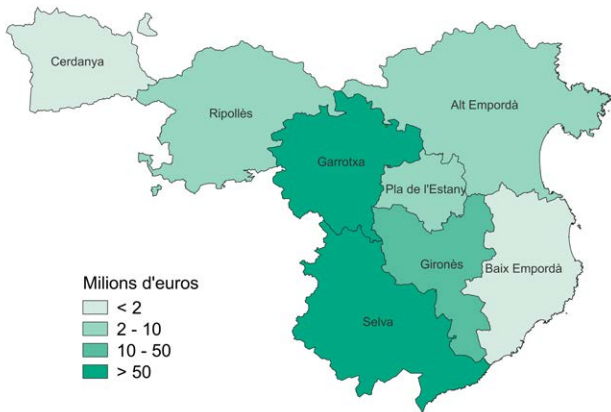 Cerdanya
Ripollès
Alt Empordà
Garrotxa
Pla de l'Estany
Gironès
Baix Empordà
Selva
Milions d'euros
< 2
2 - 10
10 - 50
> 50